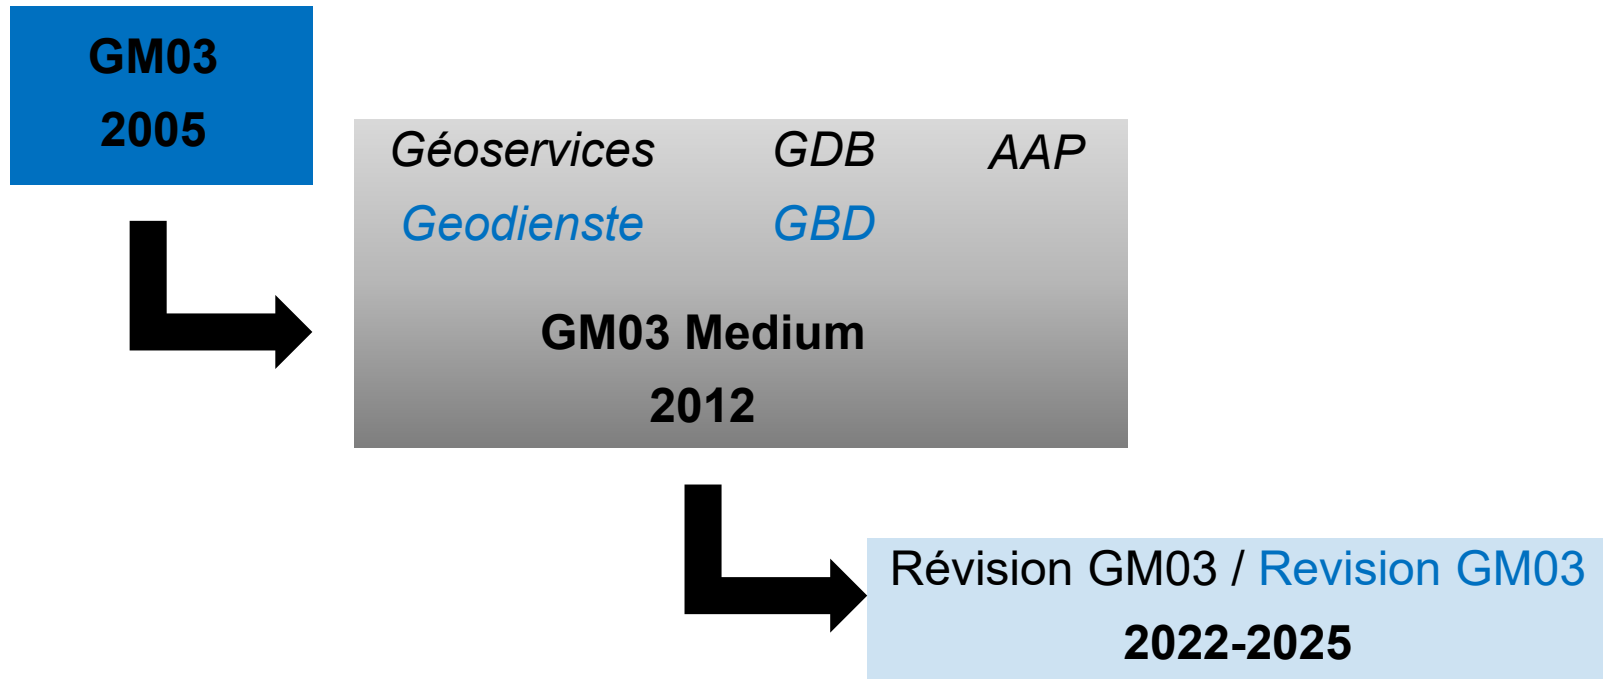 GM03
2005
Géoservices GDB AAP
Geodienste GBD
GM03 Medium
2012
Révision GM03 / Revision GM03
2022-2025